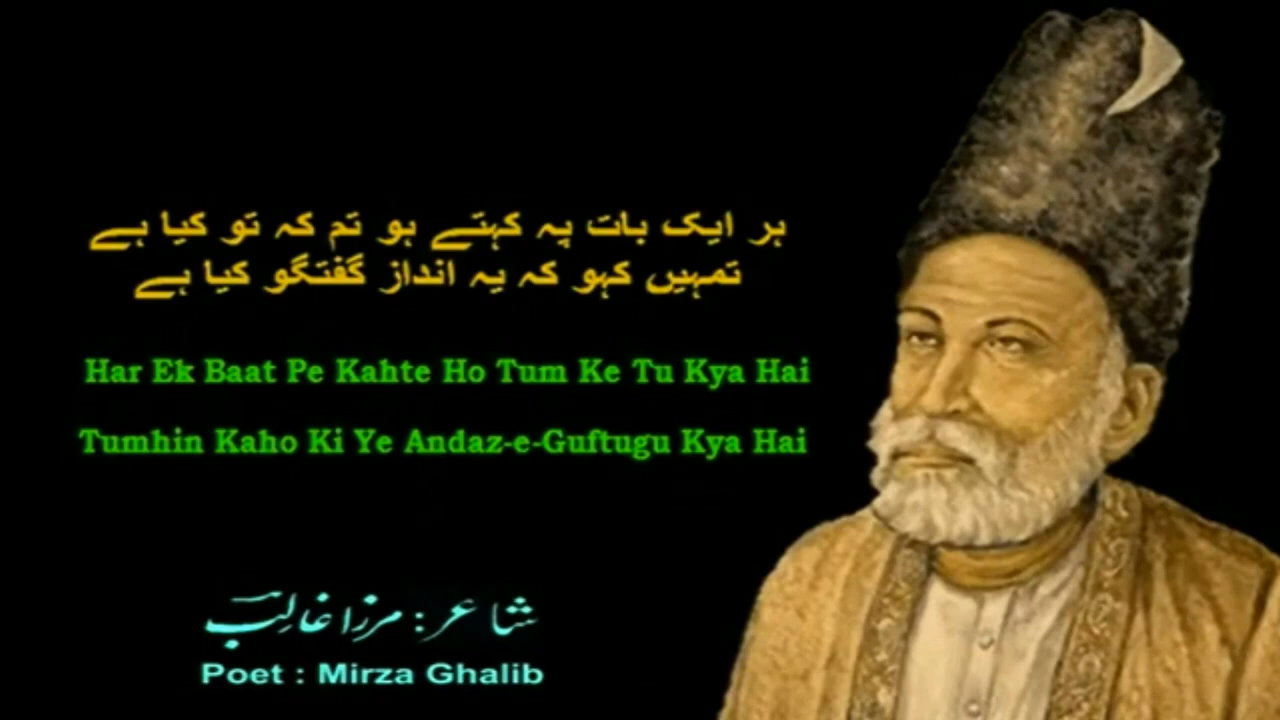 ہر ایک بات پہ کہتے ہو تم کہ تو کیا ہے
تمہیں کہو کہ یہ انداز گفتگو کیا ہے
Har Ek Baat Pe Kahte Ho Tum Ke Tu Kya Hai
Tumhin Kaho Ki Ye Andaz-e-Guftugu Kya Hai
شاعر: مرزا غالب
Poet : Mirza Ghalib